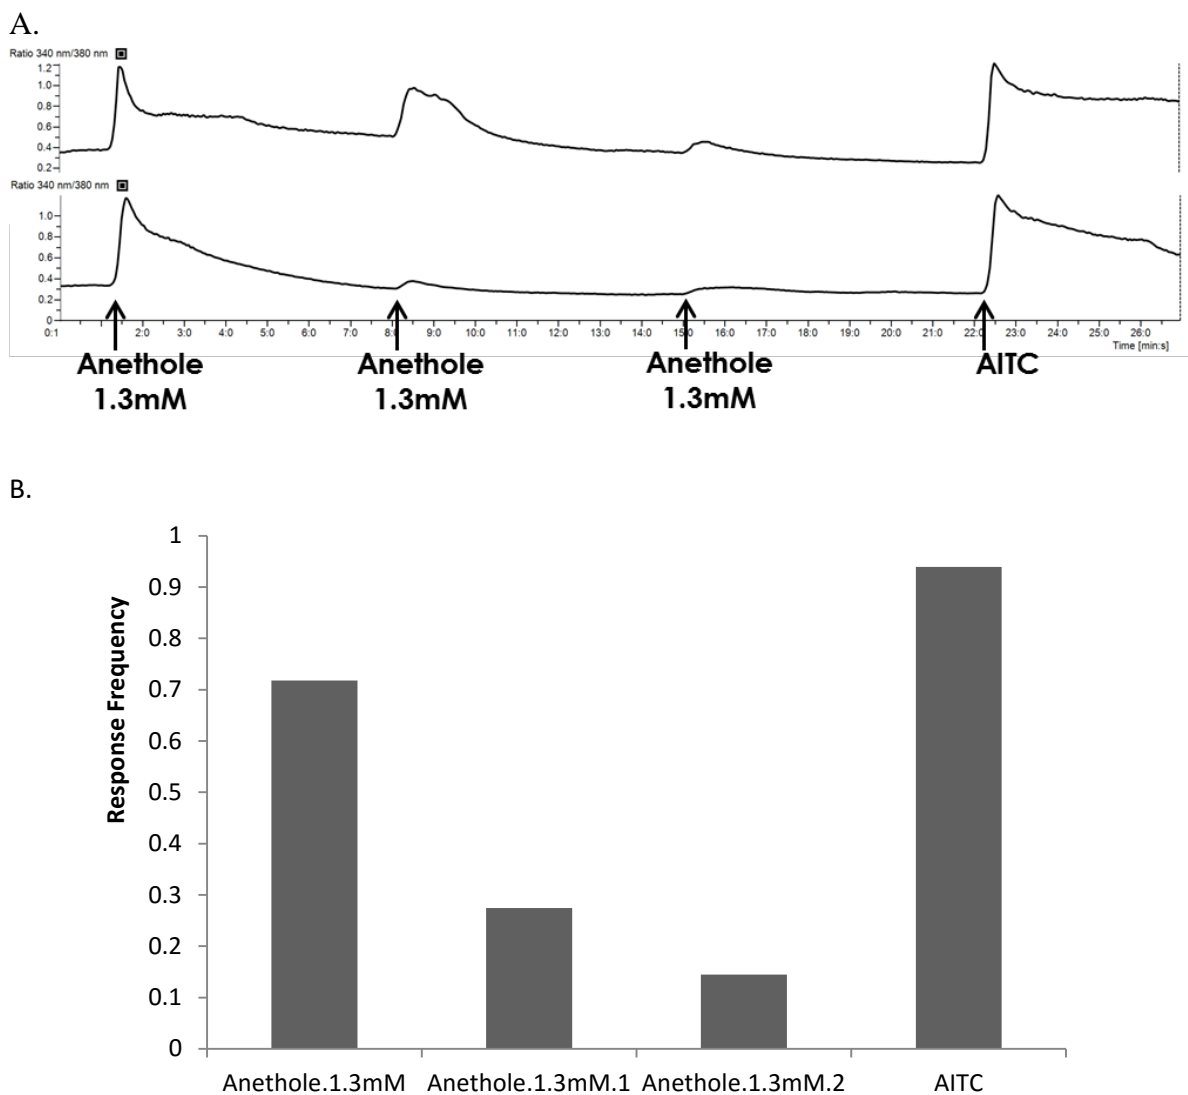 A.
Ratio 340 nm/380 nm
1.2
1.0
0.8
0.6
0.4
0.2
Ratio 340 nm/380 nm
1.0
0.8
0.6
0.4
0.2
0
0:1 2:0 3:0 4:0 5:0 6:0 7:0 8:0 9:0 10:0 11:0 12:0 13:0 14:0 15:0 16:0 17:0 18:0 19:0 20:0 21:0 22:0 23:0 24:0 25:0 26:0
Time [min:s]
Anethole Anethole Anethole AITC
1.3mM 1.3mM 1.3mM
B.
Response Frequency
1
0.9
0.8
0.7
0.6
0.5
0.4
0.3
0.2
0.1
0
Anethole.1.3mM Anethole.1.3mM.1 Anethole.1.3mM.2 AITC